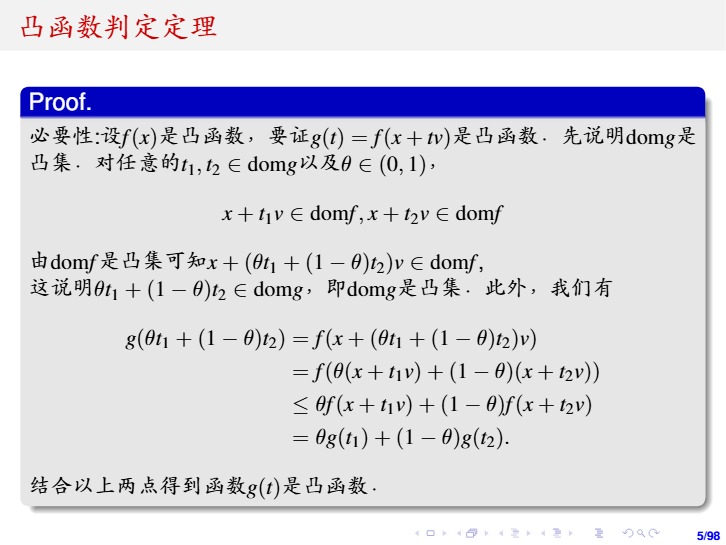 凸函数判定定理
Proof.
必要性:设f(x)是凸函数，要证g(t) = f(x + tv)是凸函数．先说明domg是
凸集．对任意的t₁, t₂ ∈ domg以及θ ∈ (0, 1)，
x + t₁v ∈ domf, x + t₂v ∈ domf
由domf是凸集可知x + (θt₁ + (1 − θ)t₂)v ∈ domf,
这说明θt₁ + (1 − θ)t₂ ∈ domg，即domg是凸集．此外，我们有
g(θt₁ + (1 − θ)t₂) = f(x + (θt₁ + (1 − θ)t₂)v)
= f(θ(x + t₁v) + (1 − θ)(x + t₂v))
≤ θf(x + t₁v) + (1 − θ)f(x + t₂v)
= θg(t₁) + (1 − θ)g(t₂).
结合以上两点得到函数g(t)是凸函数．
5/98